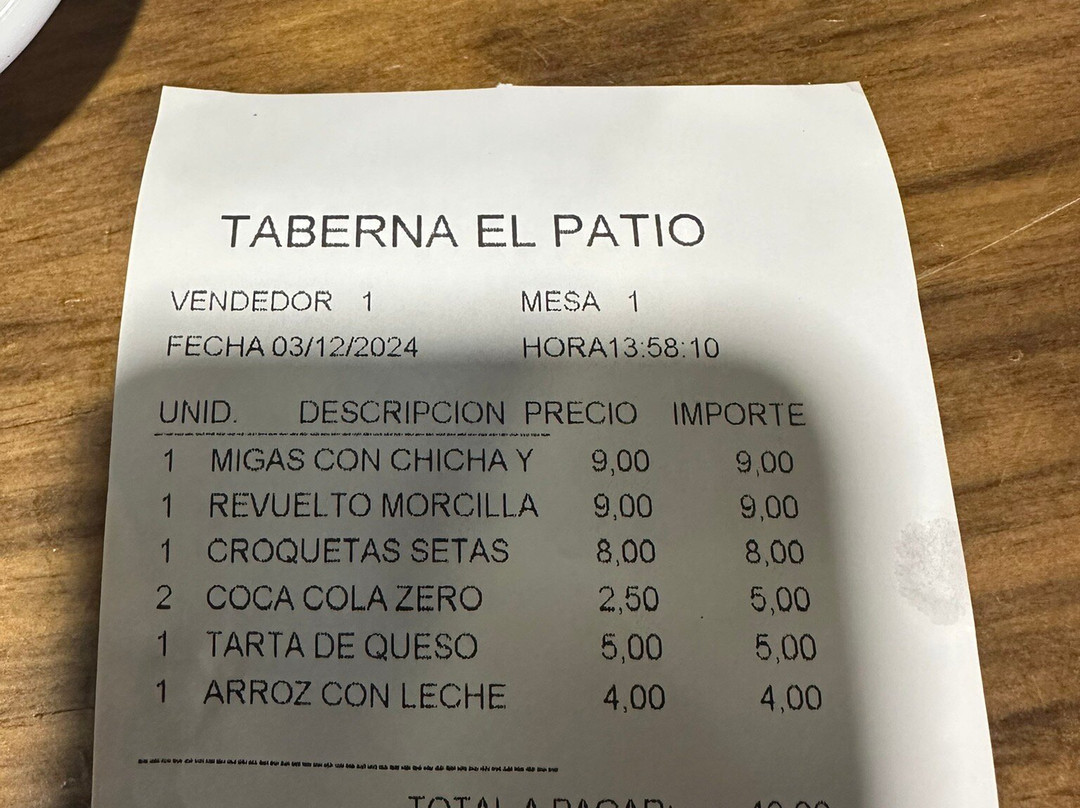 TABERNA EL PATIO
VENDEDOR 1 MESA 1
FECHA 03/12/2024 HORA13:58:10
UNID. DESCRIPCION PRECIO IMPORTE
1 MIGAS CON CHICHA Y 9,00 9,00
1 REVUELTO MORCILLA 9,00 9,00
1 CROQUETAS SETAS 8,00 8,00
2 COCA COLA ZERO 2,50 5,00
1 TARTA DE QUESO 5,00 5,00
1 ARROZ CON LECHE 4,00 4,00
TOTAL A PAGAR: